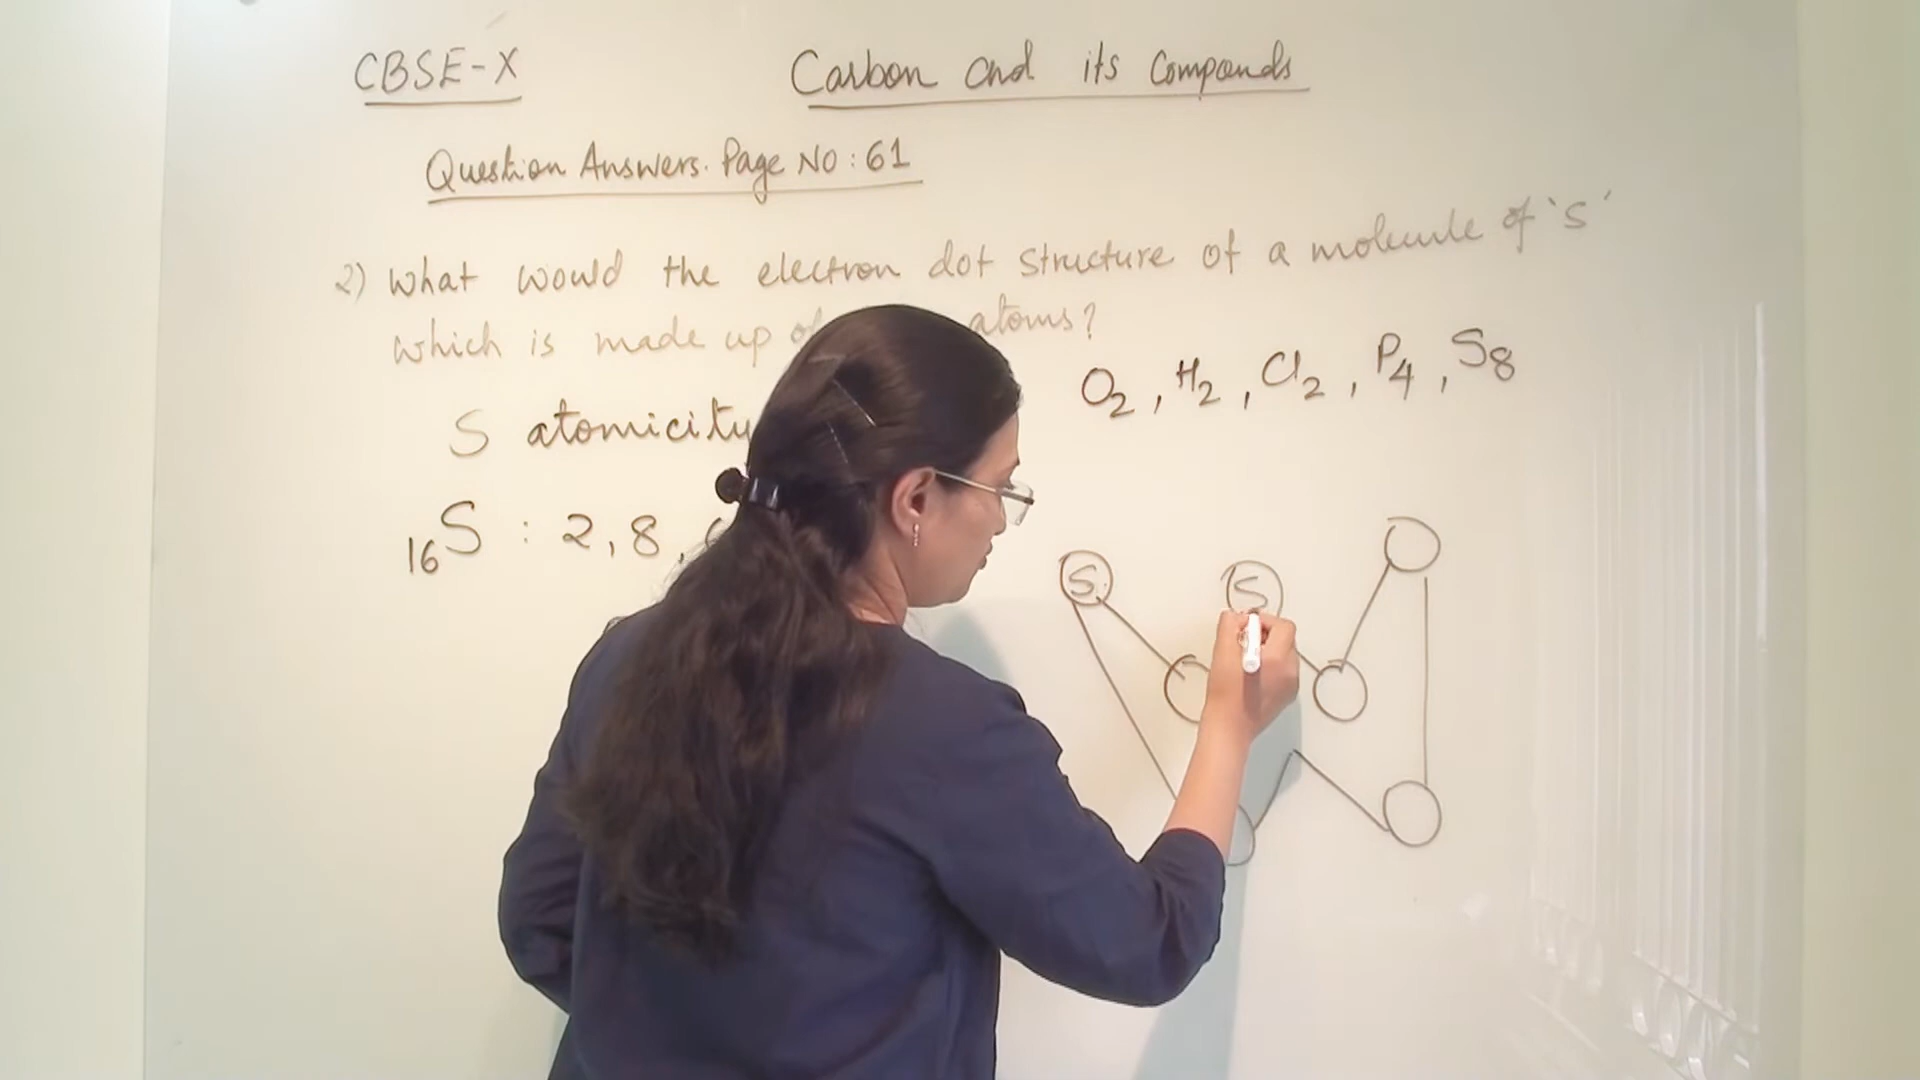 CBSE-X
Carbon and its Compounds
Question Answers. Page No: 61
2) What would the electron dot structure of a molecule of 'S'
which is made up of atoms?
O2, H2, Cl2, P4, S8
S atomicity
16S : 2, 8,
S S